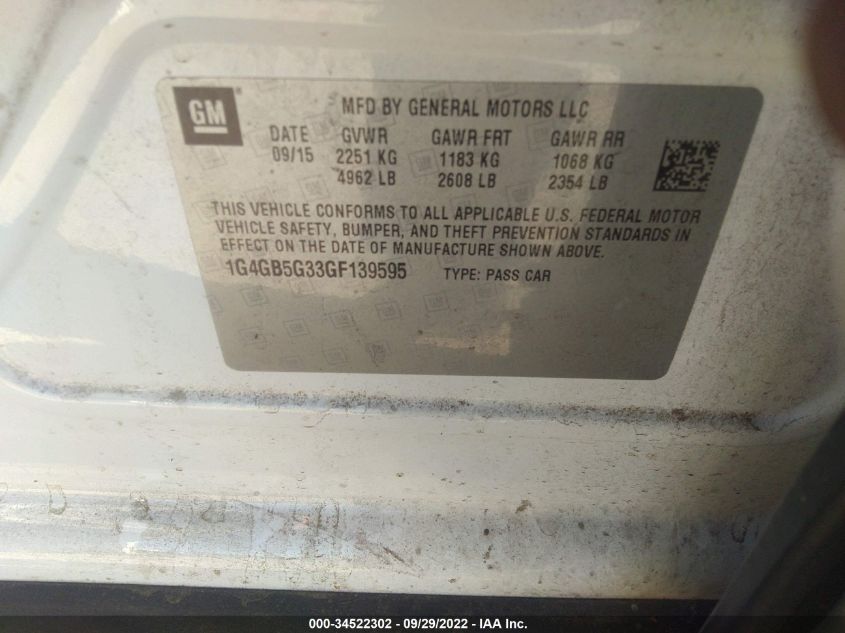 GM
MFD BY GENERAL MOTORS LLC
DATE GVWR GAWR FRT GAWR RR
09/15 2251 KG 1183 KG 1068 KG
4962 LB 2608 LB 2354 LB
THIS VEHICLE CONFORMS TO ALL APPLICABLE U.S. FEDERAL MOTOR
VEHICLE SAFETY, BUMPER, AND THEFT PREVENTION STANDARDS IN
EFFECT ON THE DATE OF MANUFACTURE SHOWN ABOVE.
1G4GB5G33GF139595 TYPE: PASS CAR
000-34522302 - 09/29/2022 - IAA Inc.